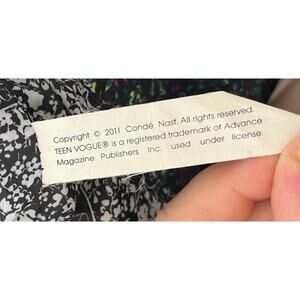 Copyright © 2011 Condé Nast. All rights reserved.
TEEN VOGUE® is a registered trademark of Advance
Magazine Publishers Inc. used under license.